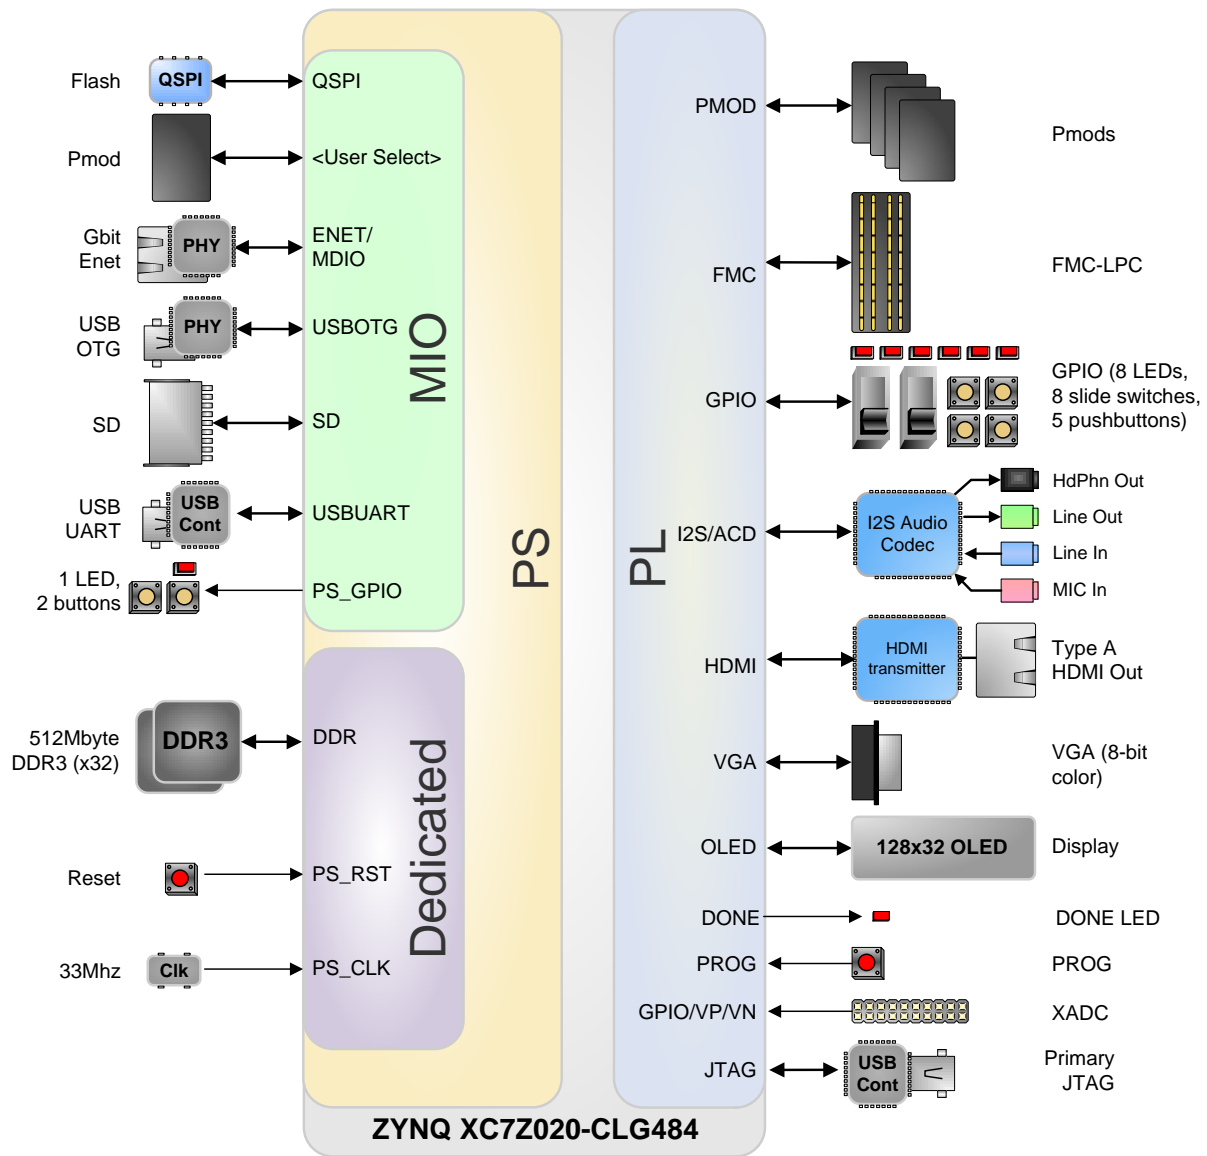 Flash
QSPI
QSPI
Pmod
<User Select>
Gbit
Enet
PHY
ENET/
MDIO
USB
OTG
PHY
USBOTG
SD
SD
USB
UART
USB
Cont
USBUART
1 LED,
2 buttons
PS_GPIO
MIO
512Mbyte
DDR3 (x32)
DDR3
DDR
Reset
PS_RST
33Mhz
Clk
PS_CLK
Dedicated
PS
PL
PMOD
Pmods
FMC
FMC-LPC
GPIO
GPIO (8 LEDs,
8 slide switches,
5 pushbuttons)
I2S/ACD
I2S Audio
Codec
HdPhn Out
Line Out
Line In
MIC In
HDMI
HDMI
transmitter
Type A
HDMI Out
VGA
VGA (8-bit
color)
OLED
128x32 OLED
Display
DONE
DONE LED
PROG
PROG
GPIO/VP/VN
XADC
JTAG
USB
Cont
Primary
JTAG
ZYNQ XC7Z020-CLG484